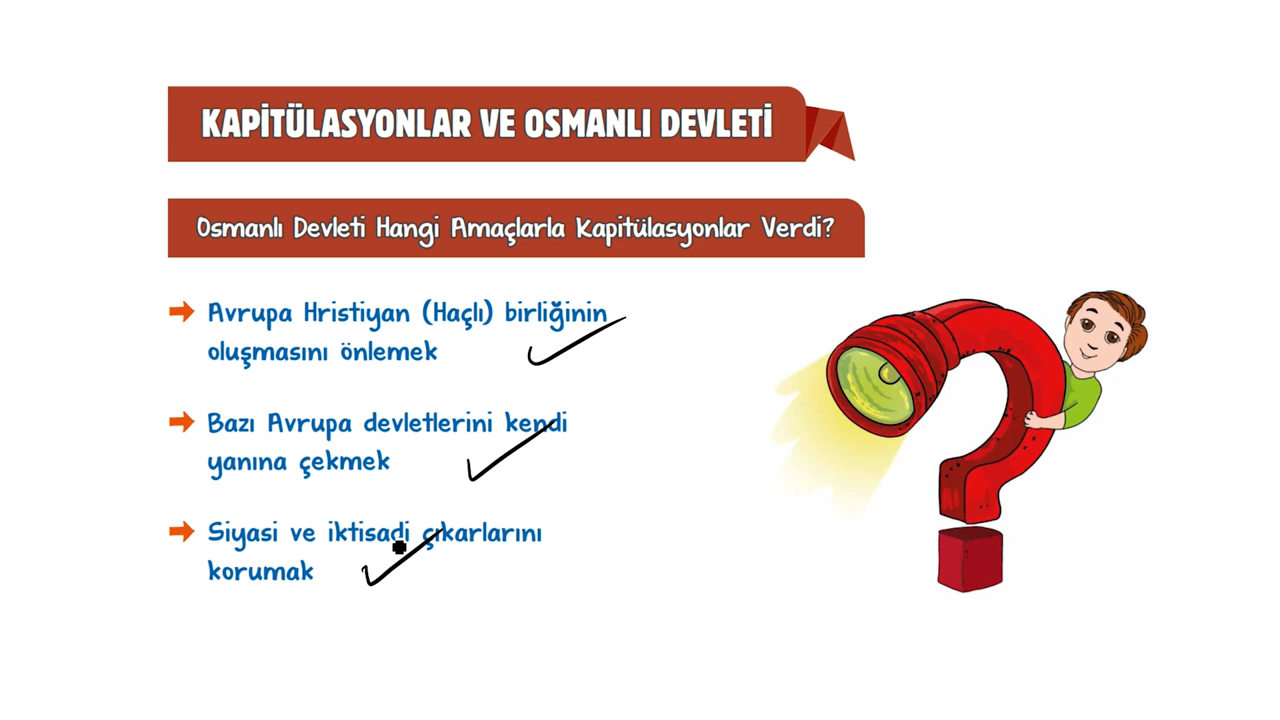 KAPİTÜLASYONLAR VE OSMANLI DEVLETİ
Osmanlı Devleti Hangi Amaçlarla Kapitülasyonlar Verdi?
Avrupa Hristiyan (Haçlı) birliğinin
oluşmasını önlemek
Bazı Avrupa devletlerini kendi
yanına çekmek
Siyasi ve iktisadi çıkarlarını
korumak